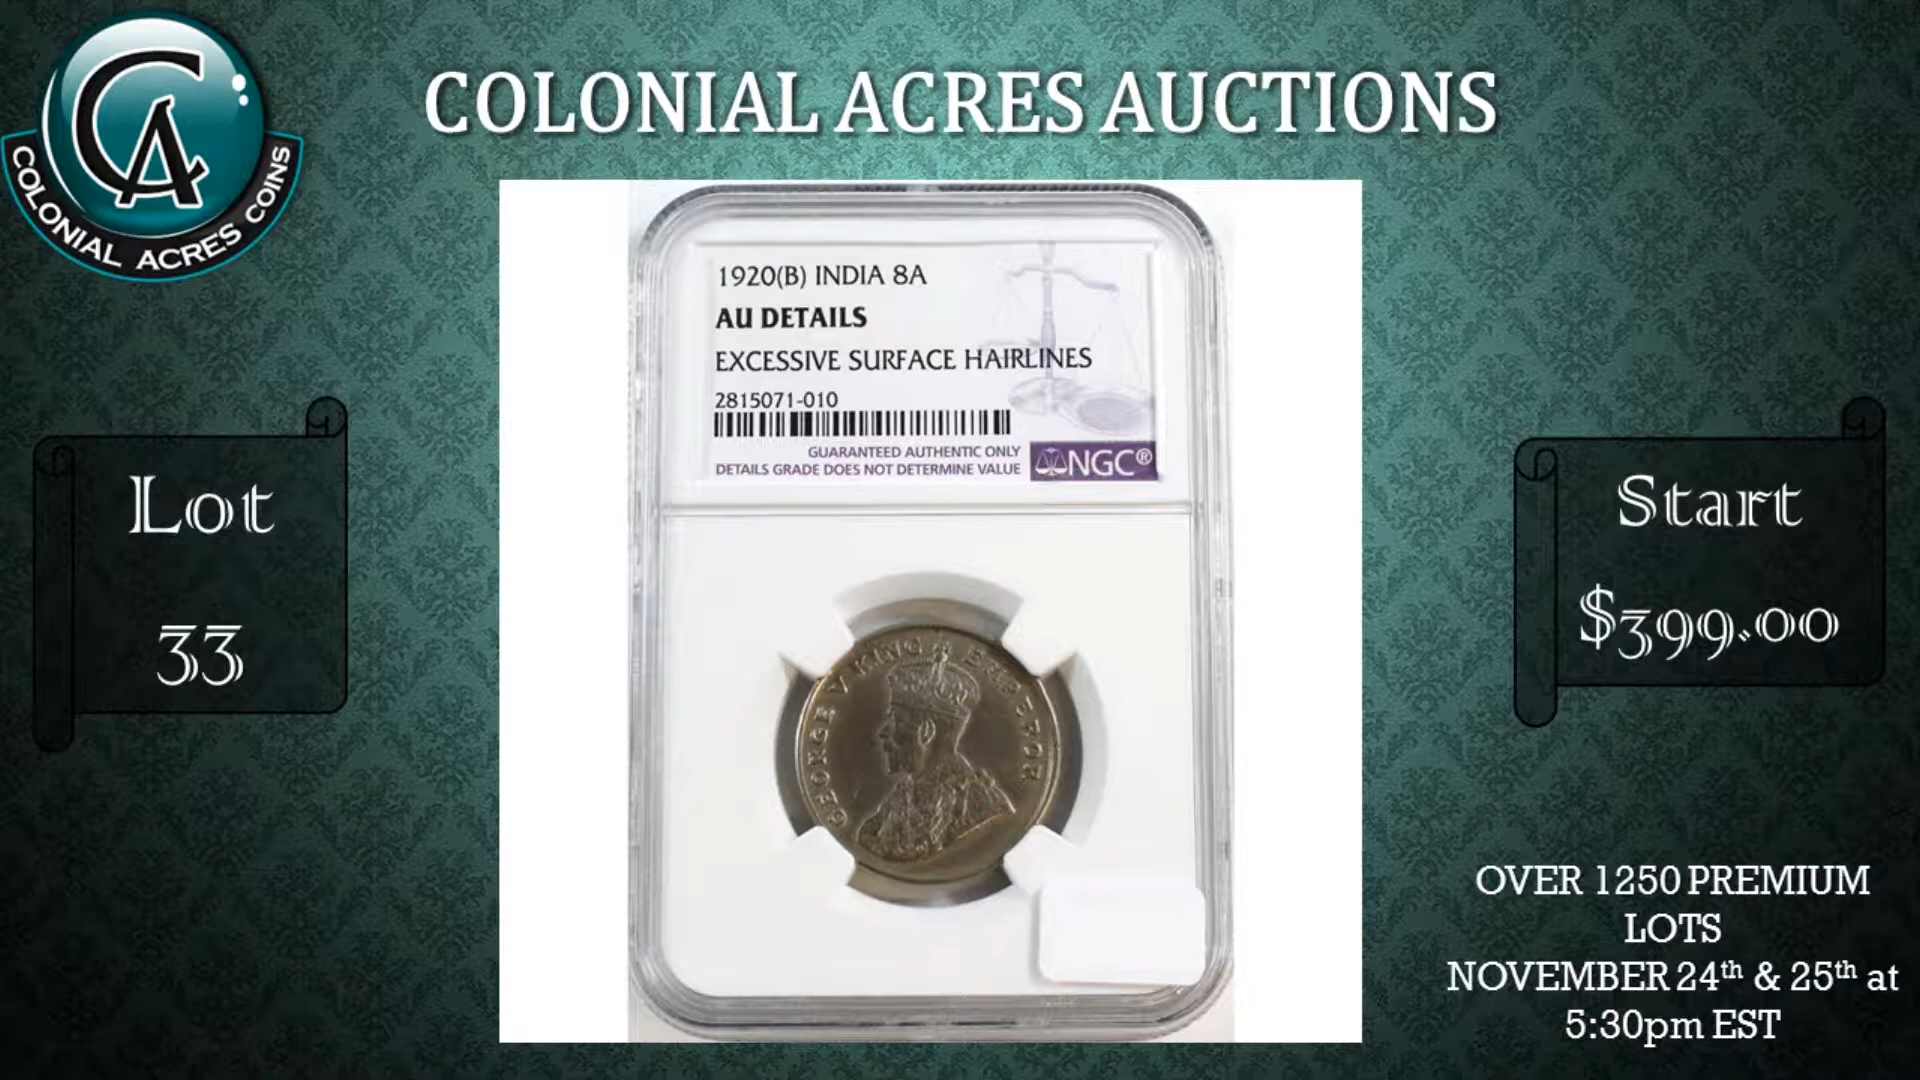 CA
COLONIAL ACRES COINS
COLONIAL ACRES AUCTIONS
1920(B) INDIA 8A
AU DETAILS
EXCESSIVE SURFACE HAIRLINES
2815071-010
GUARANTEED AUTHENTIC ONLY
DETAILS GRADE DOES NOT DETERMINE VALUE
NGC®
GEORGE V KING EMPEROR
Lot
33
Start
$399.00
OVER 1250 PREMIUM
LOTS
NOVEMBER 24th & 25th at
5:30pm EST